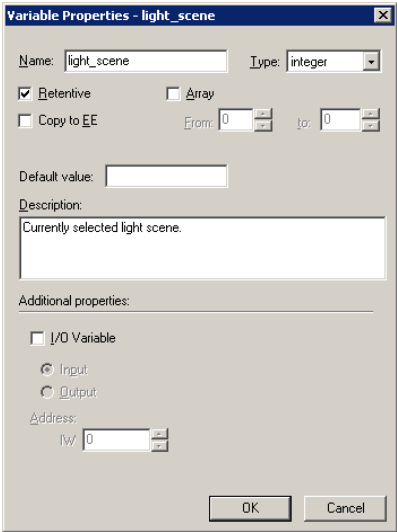 Variable Properties - light_scene
Name: light_scene Type: integer
Retentive Array
Copy to EE From: 0 to: 0
Default value:
Description:
Currently selected light scene.
Additional properties:
I/O Variable
Input
Output
Address:
IW 0
OK Cancel